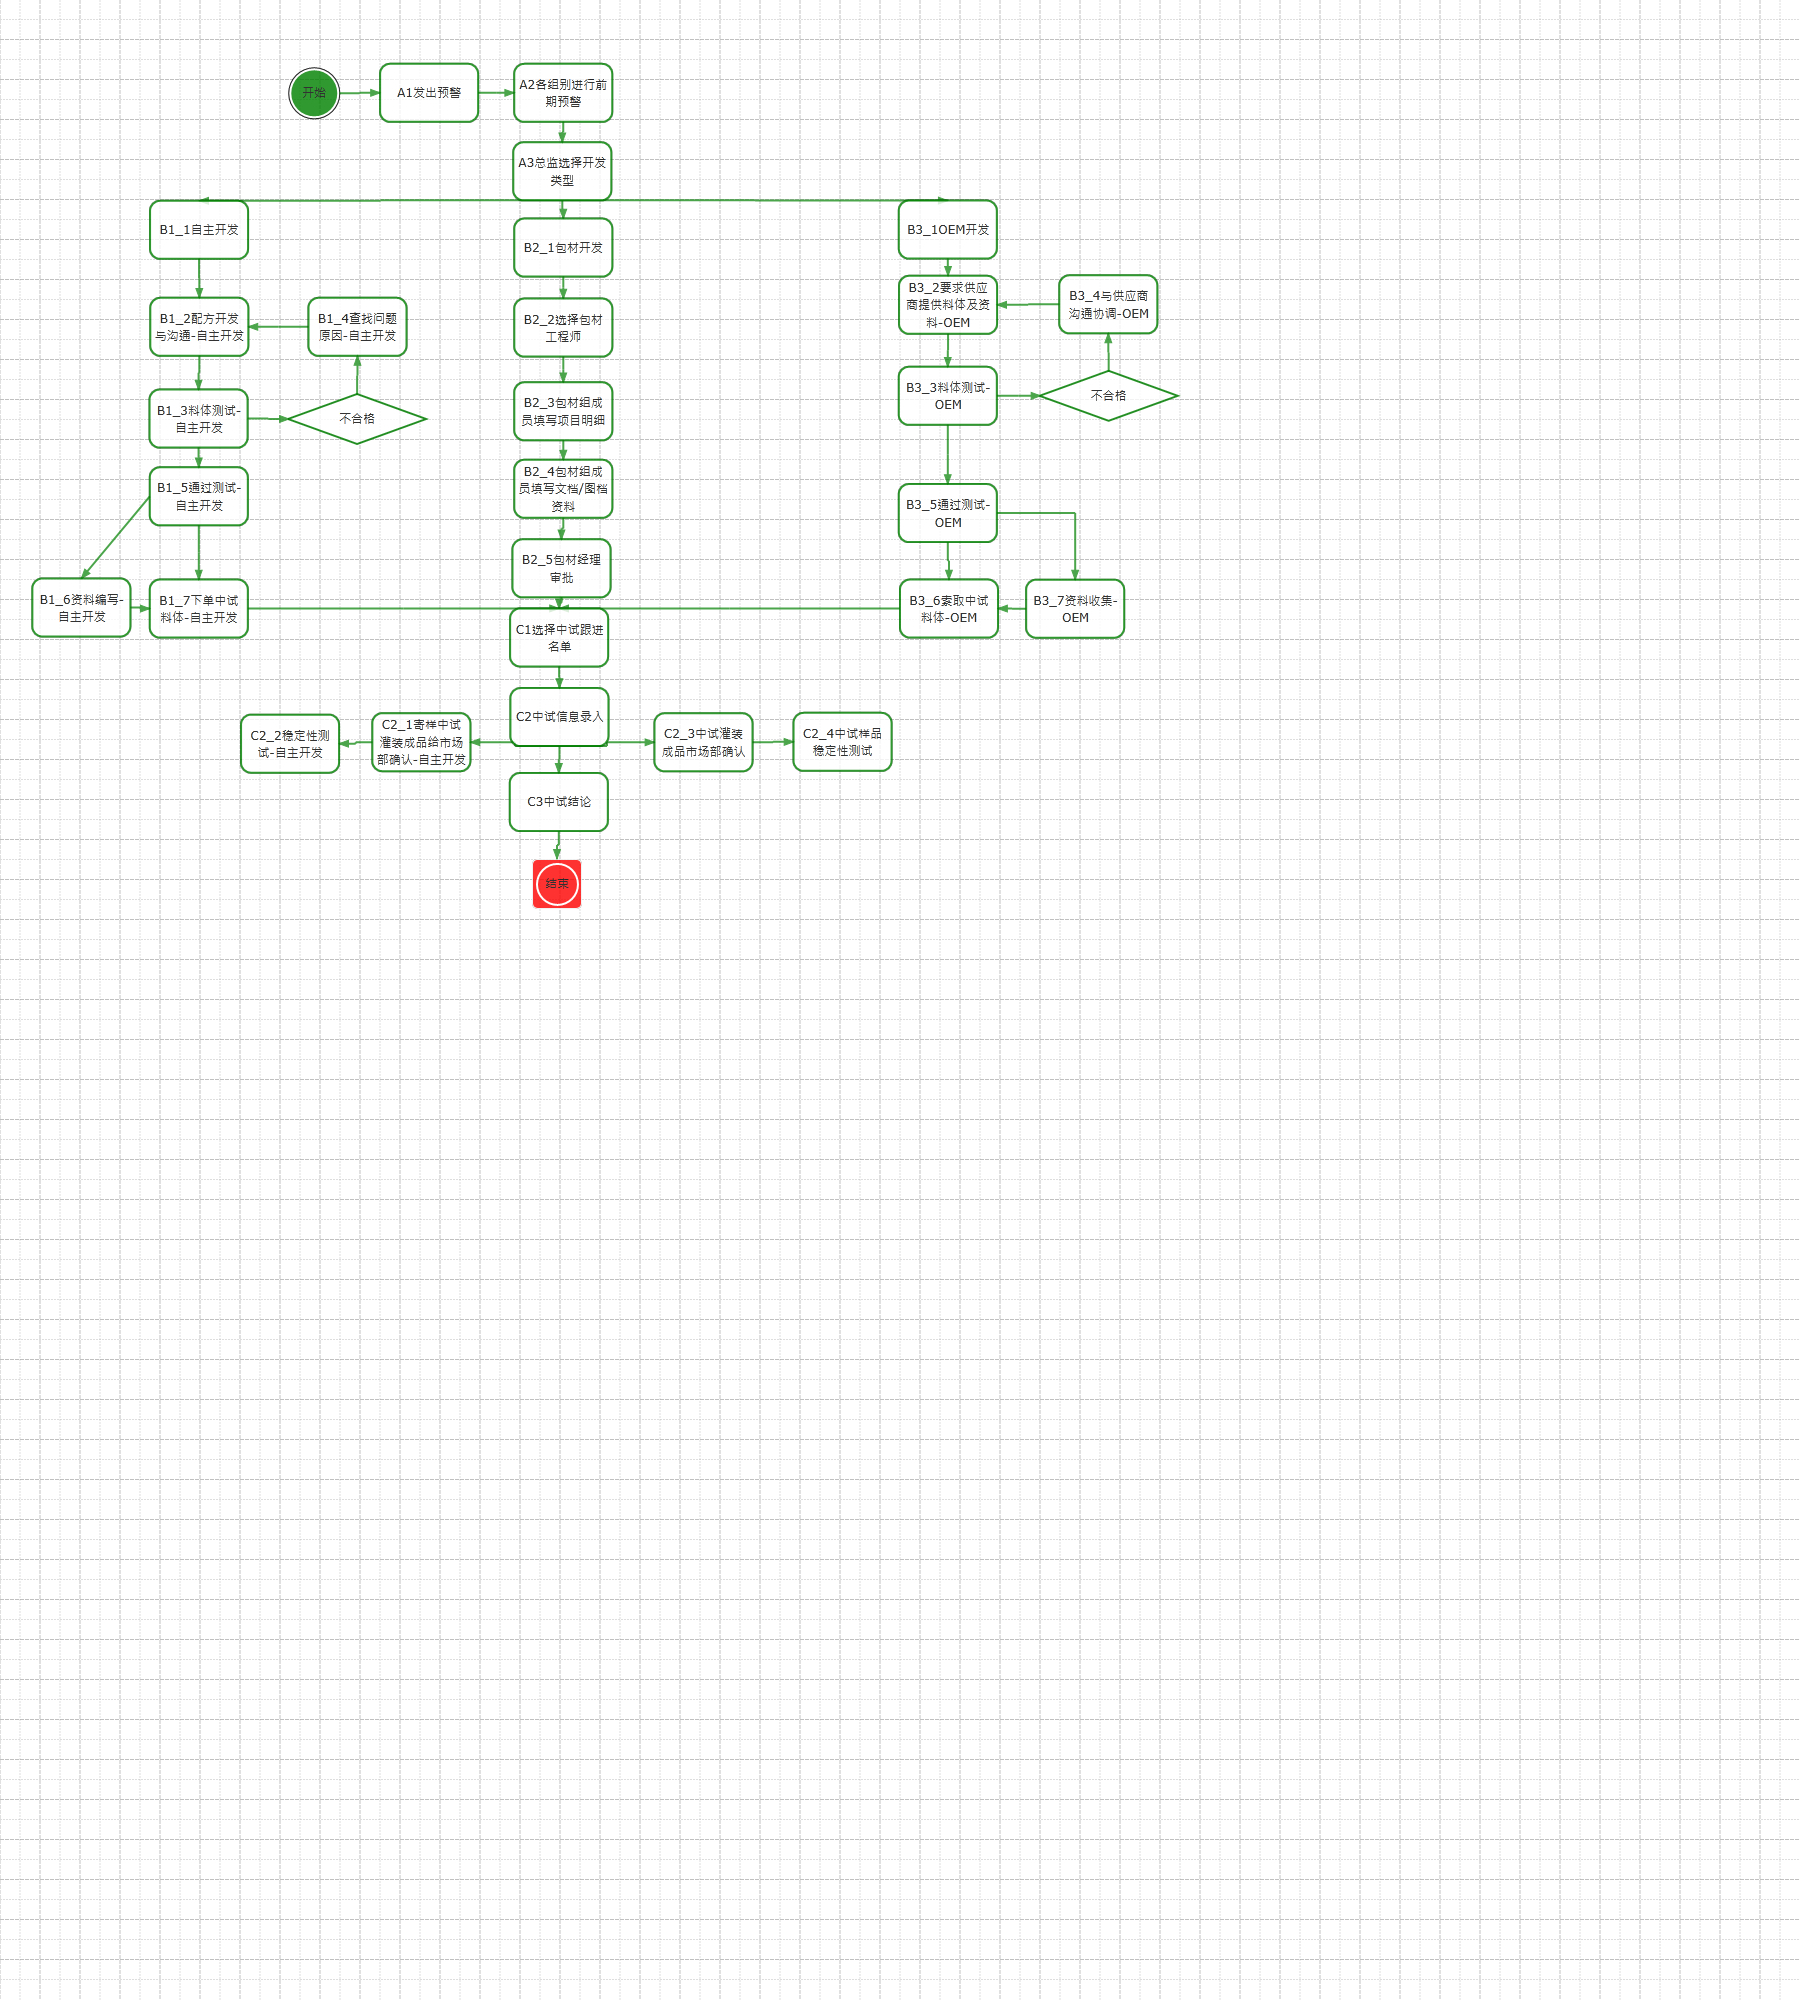 开始
A1发出预警
A2各组别进行前
期预警
A3总监选择开发
类型
B1_1自主开发
B2_1包材开发
B3_1OEM开发
B1_2配方开发
与沟通-自主开发
B1_4查找问题
原因-自主开发
B2_2选择包材
工程师
B3_2要求供应
商提供料体及资
料-OEM
B3_4与供应商
沟通协调-OEM
B1_3料体测试-
自主开发
不合格
B2_3包材组成
员填写项目明细
B3_3料体测试-
OEM
不合格
B1_5通过测试-
自主开发
B2_4包材组成
员填写文档/图档
资料
B3_5通过测试-
OEM
B2_5包材经理
审批
B1_6资料编写-
自主开发
B1_7下单中试
料体-自主开发
C1选择中试跟进
名单
B3_6索取中试
料体-OEM
B3_7资料收集-
OEM
C2_2稳定性测
试-自主开发
C2_1寄样中试
灌装成品给市场
部确认-自主开发
C2中试信息录入
C2_3中试灌装
成品市场部确认
C2_4中试样品
稳定性测试
C3中试结论
结束